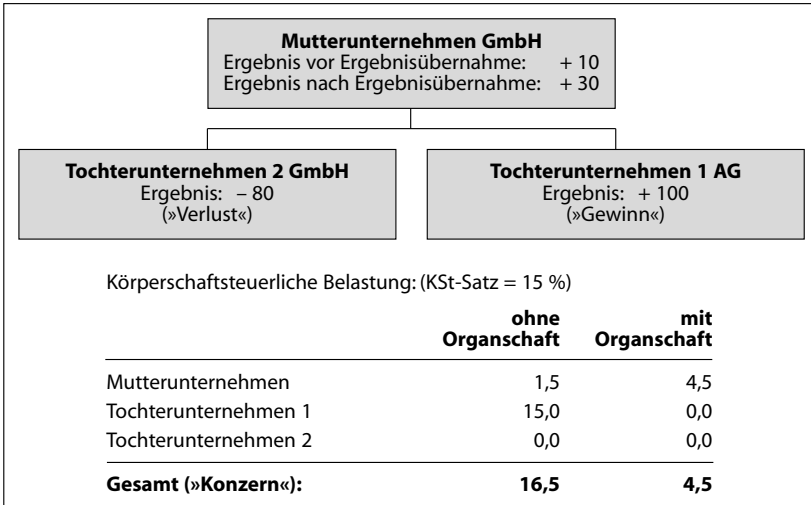 Mutterunternehmen GmbH
Ergebnis vor Ergebnisübernahme: + 10
Ergebnis nach Ergebnisübernahme: + 30
Tochterunternehmen 2 GmbH
Ergebnis: – 80
(»Verlust«)
Tochterunternehmen 1 AG
Ergebnis: + 100
(»Gewinn«)
Körperschaftsteuerliche Belastung: (KSt-Satz = 15 %)
ohne Organschaft mit Organschaft
Mutterunternehmen 1,5 4,5
Tochterunternehmen 1 15,0 0,0
Tochterunternehmen 2 0,0 0,0
Gesamt (»Konzern«): 16,5 4,5